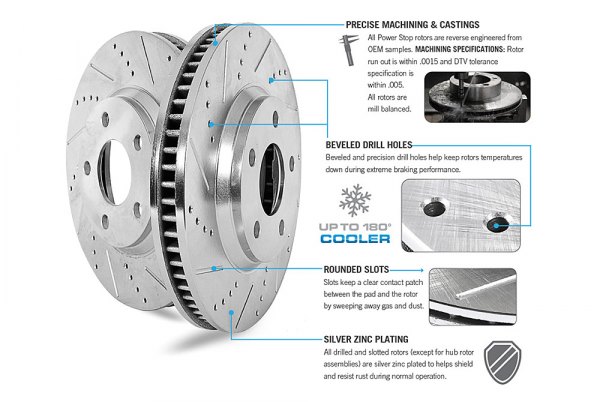 PRECISE MACHINING & CASTINGS
All Power Stop rotors are reverse engineered from
OEM samples. MACHINING SPECIFICATIONS: Rotor
run out is within .0015 and DTV tolerance
specification is
within .005.
All rotors are
mill balanced.
BEVELED DRILL HOLES
Beveled and precision drill holes help keep rotors temperatures
down during extreme braking performance.
UP TO 180°
COOLER
ROUNDED SLOTS
Slots keep a clear contact patch
between the pad and the rotor
by sweeping away gas and dust.
SILVER ZINC PLATING
All drilled and slotted rotors (except for hub rotor
assemblies) are silver zinc plated to helps shield
and resist rust during normal operation.